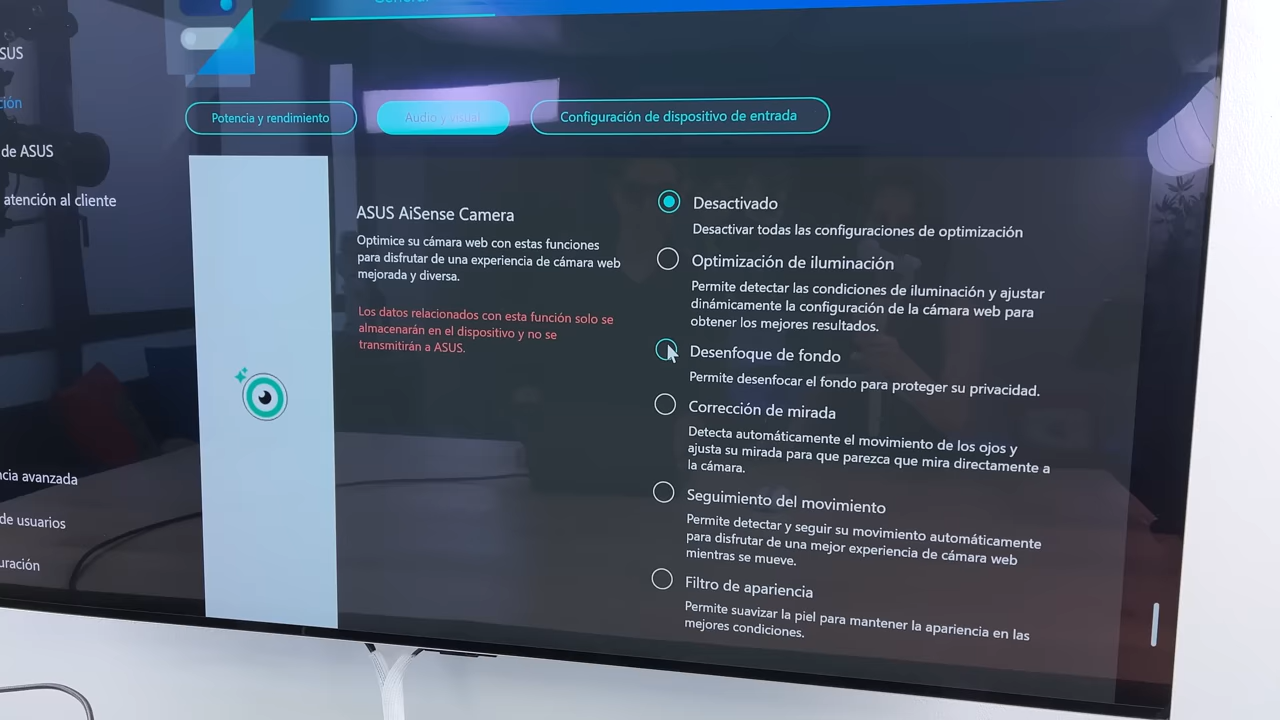 SUS
ción
de ASUS
atención al cliente
ncia avanzada
de usuarios
uración
General
Potencia y rendimiento
Audio y visual
Configuración de dispositivo de entrada
ASUS AiSense Camera
Optimice su cámara web con estas funciones
para disfrutar de una experiencia de cámara web
mejorada y diversa.
Los datos relacionados con esta función solo se
almacenarán en el dispositivo y no se
transmitirán a ASUS.
Desactivado
Desactivar todas las configuraciones de optimización
Optimización de iluminación
Permite detectar las condiciones de iluminación y ajustar
dinámicamente la configuración de la cámara web para
obtener los mejores resultados.
Desenfoque de fondo
Permite desenfocar el fondo para proteger su privacidad.
Corrección de mirada
Detecta automáticamente el movimiento de los ojos y
ajusta su mirada para que parezca que mira directamente a
la cámara.
Seguimiento del movimiento
Permite detectar y seguir su movimiento automáticamente
para disfrutar de una mejor experiencia de cámara web
mientras se mueve.
Filtro de apariencia
Permite suavizar la piel para mantener la apariencia en las
mejores condiciones.